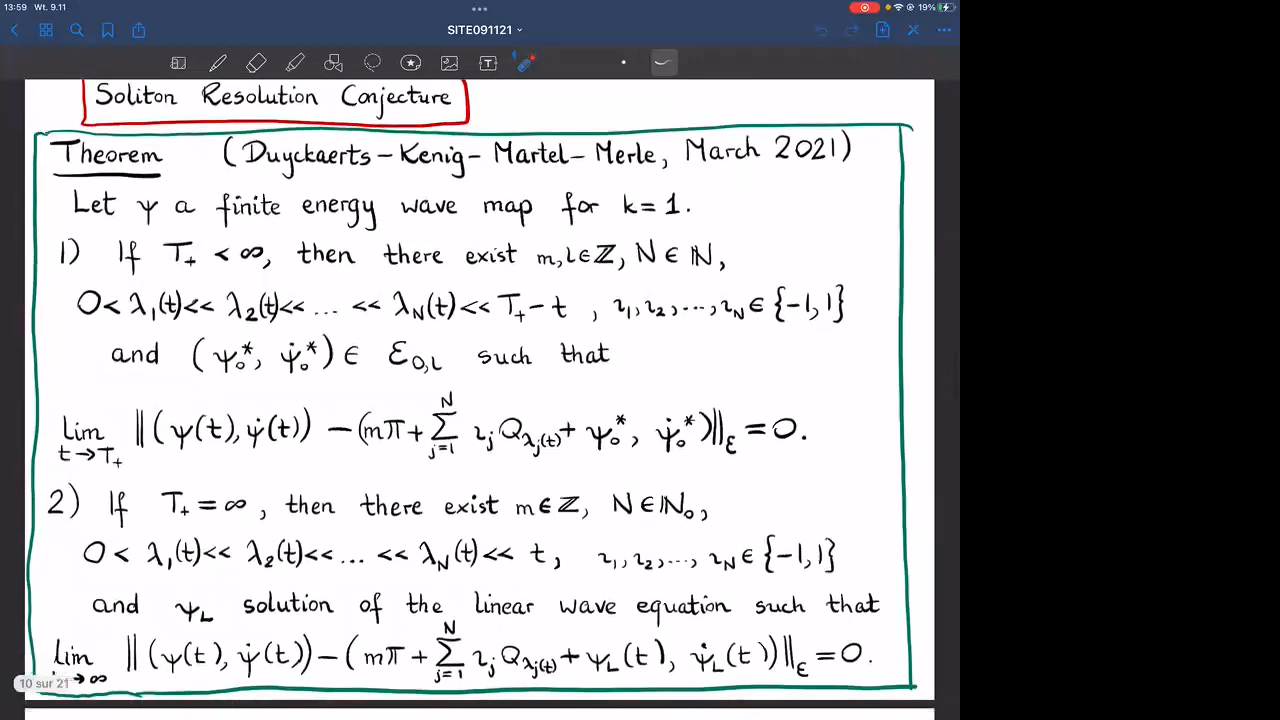 13:59 Wt. 9.11
19%
SITE091121
Soliton Resolution Conjecture
Theorem (Duyckaerts-Kenig-Martel-Merle, March 2021)
Let ψ a finite energy wave map for k=1.
1) If T₊ < ∞, then there exist m, l ∈ ℤ, N ∈ ℕ,
0 < λ₁(t) << λ₂(t) << ... << λ_N(t) << T₊ - t , ι₁, ι₂, ..., ι_N ∈ {-1, 1}
and (ψ₀*, ψ̇₀*) ∈ ℰ₀,ₗ such that
lim_{t→T₊} ‖(ψ(t), ψ̇(t)) - (mπ + ∑_{j=1}^{N} ι_j Q_{λ_j(t)} + ψ₀*, ψ̇₀*)‖_ℰ = 0.
2) If T₊ = ∞, then there exist m ∈ ℤ, N ∈ ℕ₀,
0 < λ₁(t) << λ₂(t) << ... << λ_N(t) << t, ι₁, ι₂, ..., ι_N ∈ {-1, 1}
and ψ_L solution of the linear wave equation such that
lim_{→∞} ‖(ψ(t), ψ̇(t)) - (mπ + ∑_{j=1}^{N} ι_j Q_{λ_j(t)} + ψ_L(t), ψ̇_L(t))‖_ℰ = 0.
10 sur 21